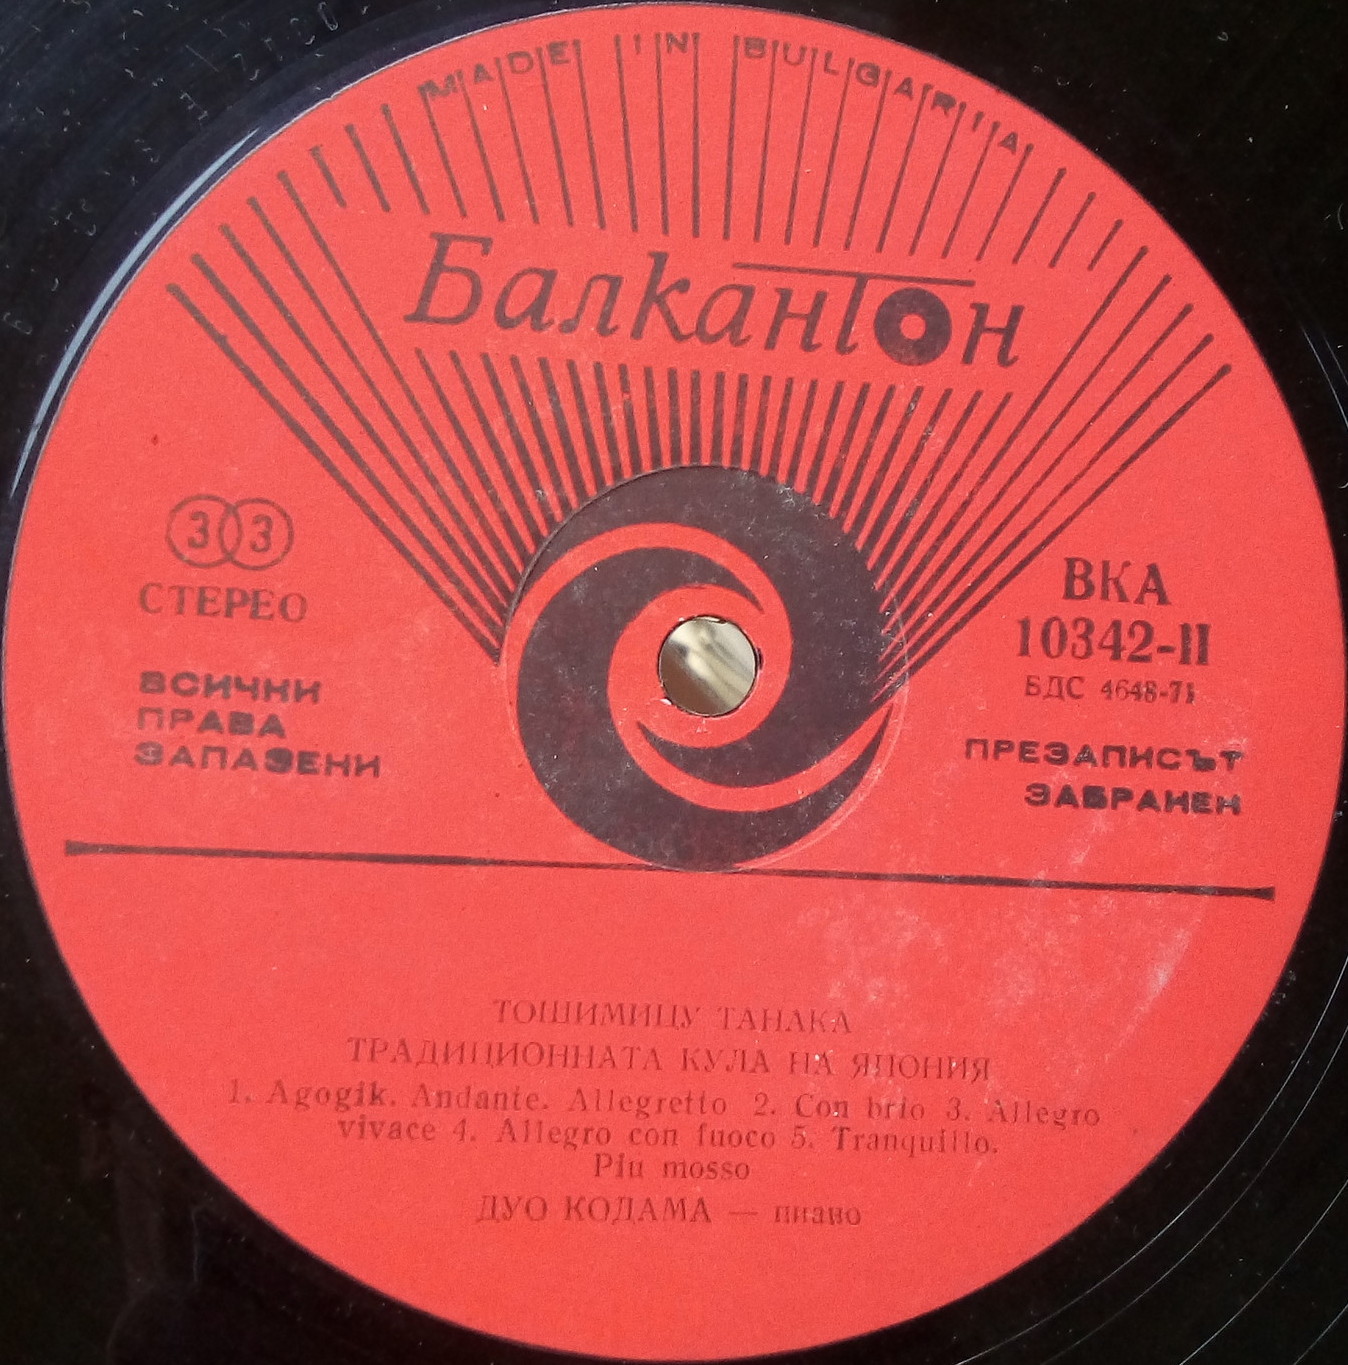 MADE IN BULGARIA
Балкантон
33
СТЕРЕО
ВСИЧКИ
ПРАВА
ЗАПАЗЕНИ
ВКА
10342-II
БДС 4648-71
ПРЕЗАПИСЪТ
ЗАБРАНЕН
ТОШИМИЦУ ТАНАКА
ТРАДИЦИОННАТА КУЛА НА ЯПОНИЯ
1. Agogik. Andante. Allegretto 2. Con brio 3. Allegro
vivace 4. Allegro con fuoco 5. Tranquillo.
Piu mosso
ДУО КОДАМА — пиано